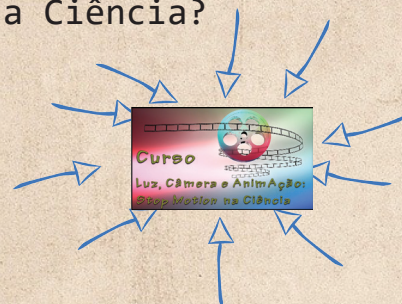 a Ciência?
Curso
Luz, Câmera e AnimAção:
Stop Motion na Ciência